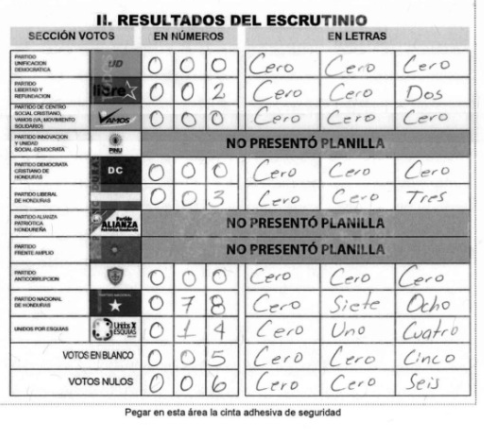 II. RESULTADOS DEL ESCRUTINIO
SECCIÓN VOTOS EN NÚMEROS EN LETRAS
PARTIDO UNIFICACION DEMOCRATICA UD 0 0 0 Cero Cero Cero
PARTIDO LIBERTAD Y REFUNDACION libre 0 0 2 Cero Cero Dos
PARTIDO DE CENTRO SOCIAL CRISTIANO, VAMOS (VA, MOVIMIENTO SOLIDARIO) VAMOS 0 0 0 Cero Cero Cero
PARTIDO INNOVACION Y UNIDAD SOCIAL-DEMOCRATA PINU NO PRESENTÓ PLANILLA
PARTIDO DEMOCRATA CRISTIANO DE HONDURAS DC 0 0 0 Cero Cero Cero
PARTIDO LIBERAL DE HONDURAS 0 0 3 Cero Cero Tres
PARTIDO ALIANZA PATRIOTICA HONDUREÑA Partido ALIANZA NO PRESENTÓ PLANILLA
PARTIDO FRENTE AMPLIO NO PRESENTÓ PLANILLA
PARTIDO ANTICORRUPCION 0 0 0 Cero Cero Cero
PARTIDO NACIONAL DE HONDURAS 0 7 8 Cero Siete Ocho
UNIDOS POR ESQUIAS ESQUIAS 0 1 4 Cero Uno Cuatro
VOTOS EN BLANCO 0 0 5 Cero Cero Cinco
VOTOS NULOS 0 0 6 Cero Cero Seis
Pegar en esta área la cinta adhesiva de seguridad